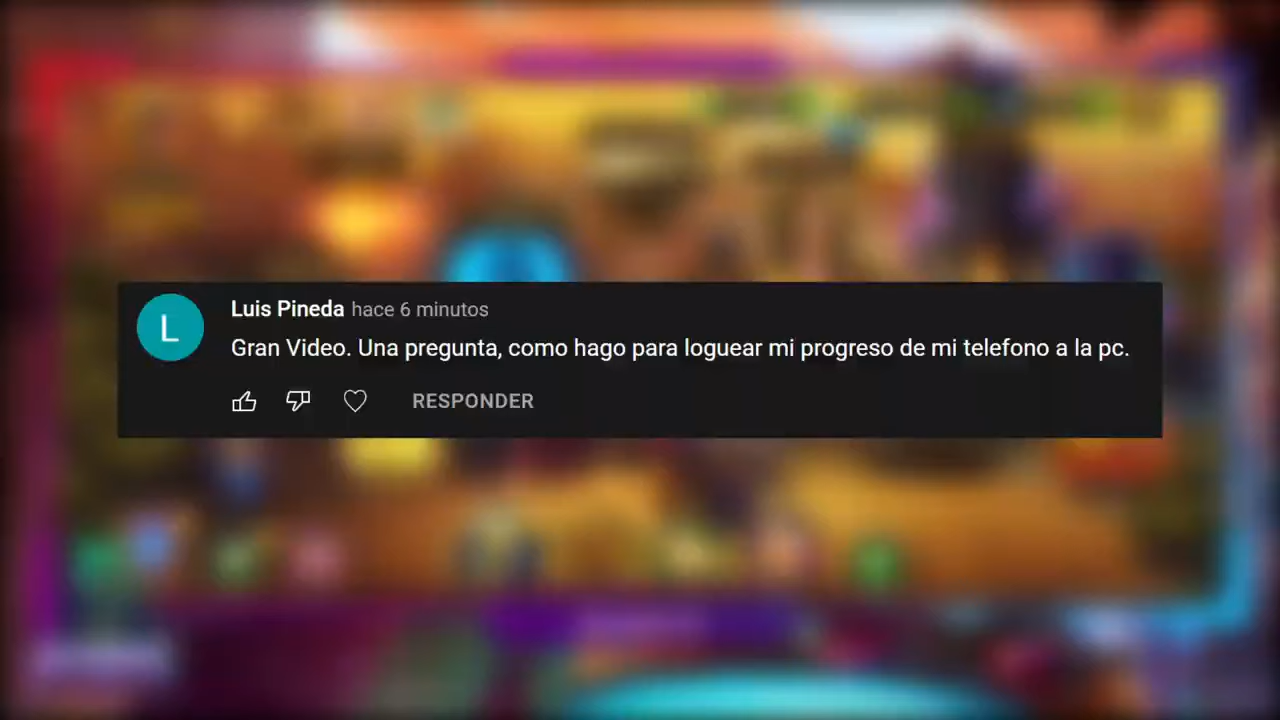 L
Luis Pineda hace 6 minutos
Gran Video. Una pregunta, como hago para loguear mi progreso de mi telefono a la pc.
RESPONDER